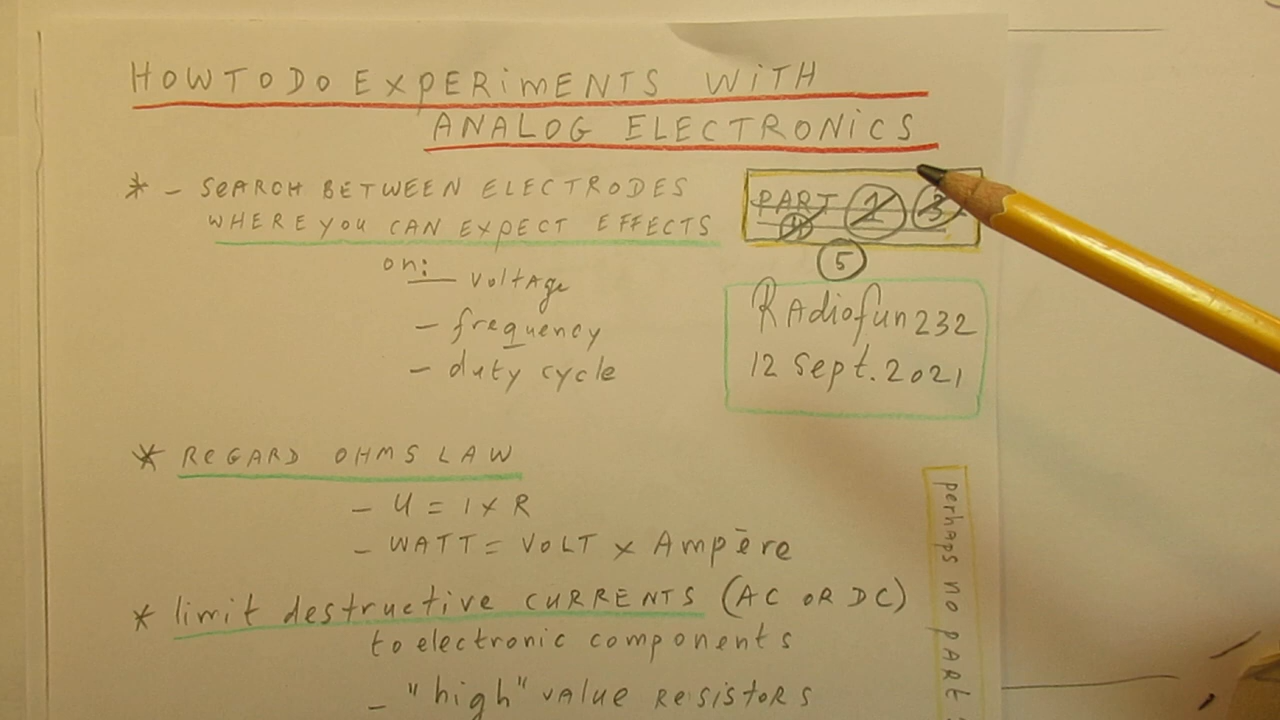 HOW TO DO EXPERiMENTS WiTH
ANALOG ELECTRONiCS
* - SEARCH BETWEEN ELECTRODES
WHERE YOU CAN EXPECT EFFECTS
on:
- voltAge
- frequency
- duty cycle
PART 2 3
4
5
RAdiofun232
12 Sept. 2021
* REGARD OHMS LAW
- U = I x R
- WATT = VOLT x Ampēre
* limit destructive CURRENTS (AC OR DC)
to electronic components
- "high" value resistors
perhaps no part